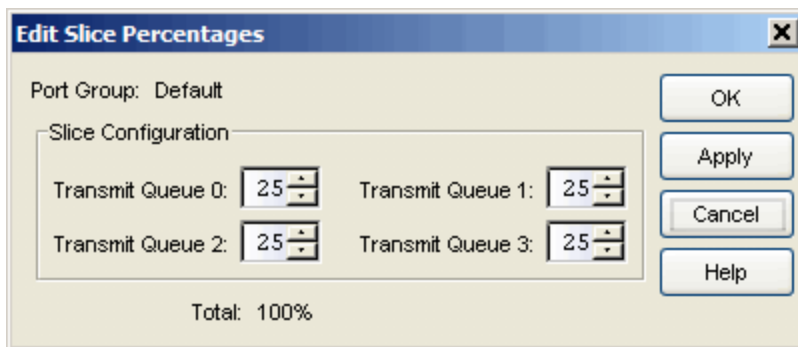 Edit Slice Percentages
Port Group: Default
OK
Slice Configuration
Apply
Transmit Queue 0: 25 Transmit Queue 1: 25
Cancel
Transmit Queue 2: 25 Transmit Queue 3: 25
Help
Total: 100%